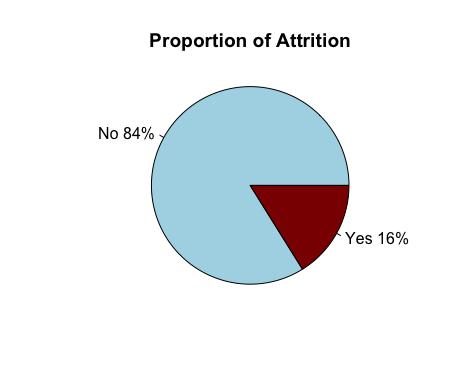 Proportion of Attrition
No 84%
Yes 16%